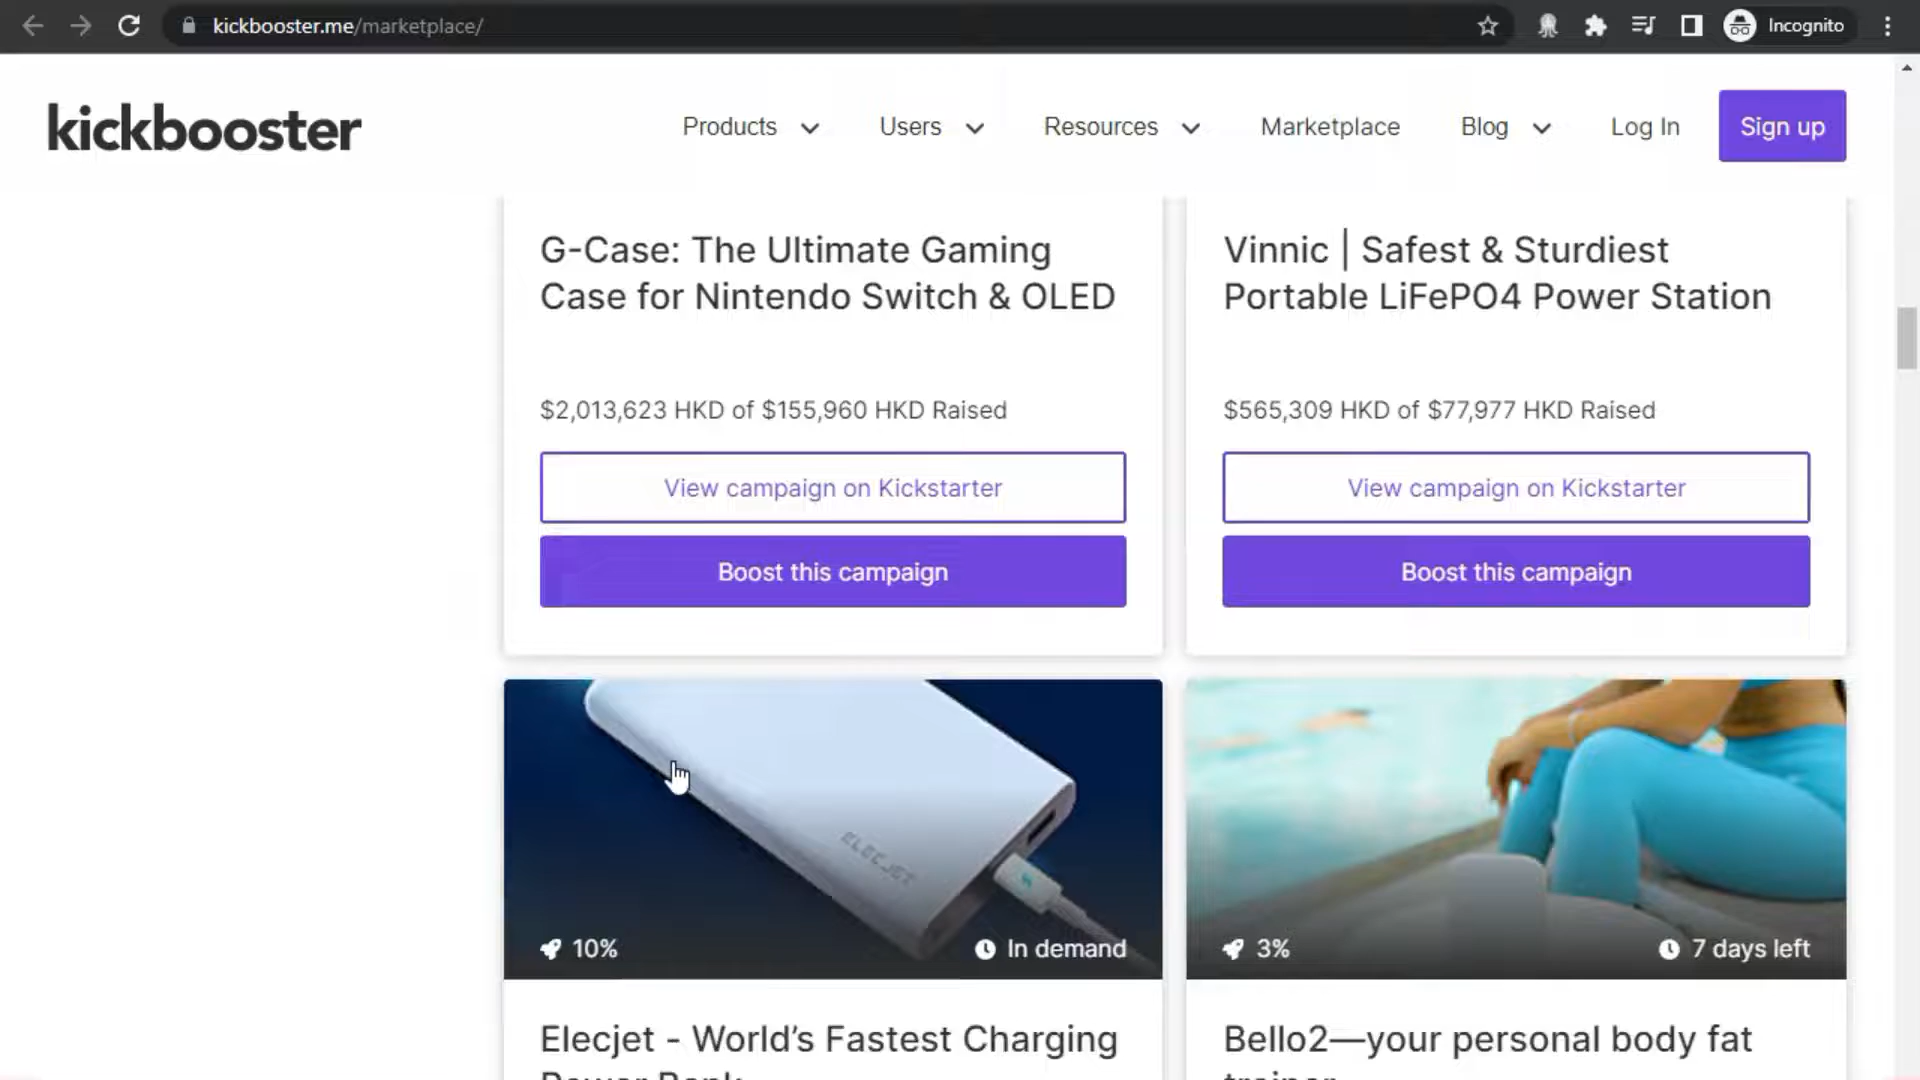 kickbooster.me/marketplace/
Incognito
kickbooster
Products
Users
Resources
Marketplace
Blog
Log In
Sign up
G-Case: The Ultimate Gaming
Case for Nintendo Switch & OLED
$2,013,623 HKD of $155,960 HKD Raised
View campaign on Kickstarter
Boost this campaign
Vinnic | Safest & Sturdiest
Portable LiFePO4 Power Station
$565,309 HKD of $77,977 HKD Raised
View campaign on Kickstarter
Boost this campaign
ELECJET
10%
In demand
Elecjet - World’s Fastest Charging
Power Bank
3%
7 days left
Bello2—your personal body fat
trainer